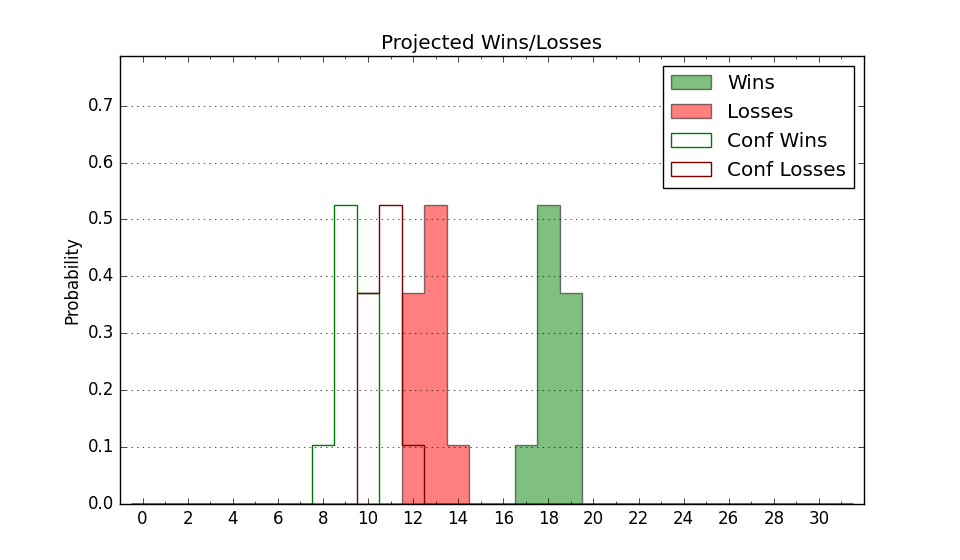 Projected Wins/Losses
Wins
Losses
Conf Wins
Conf Losses
Probability
0.7
0.6
0.5
0.4
0.3
0.2
0.1
0.0
0 2 4 6 8 10 12 14 16 18 20 22 24 26 28 30